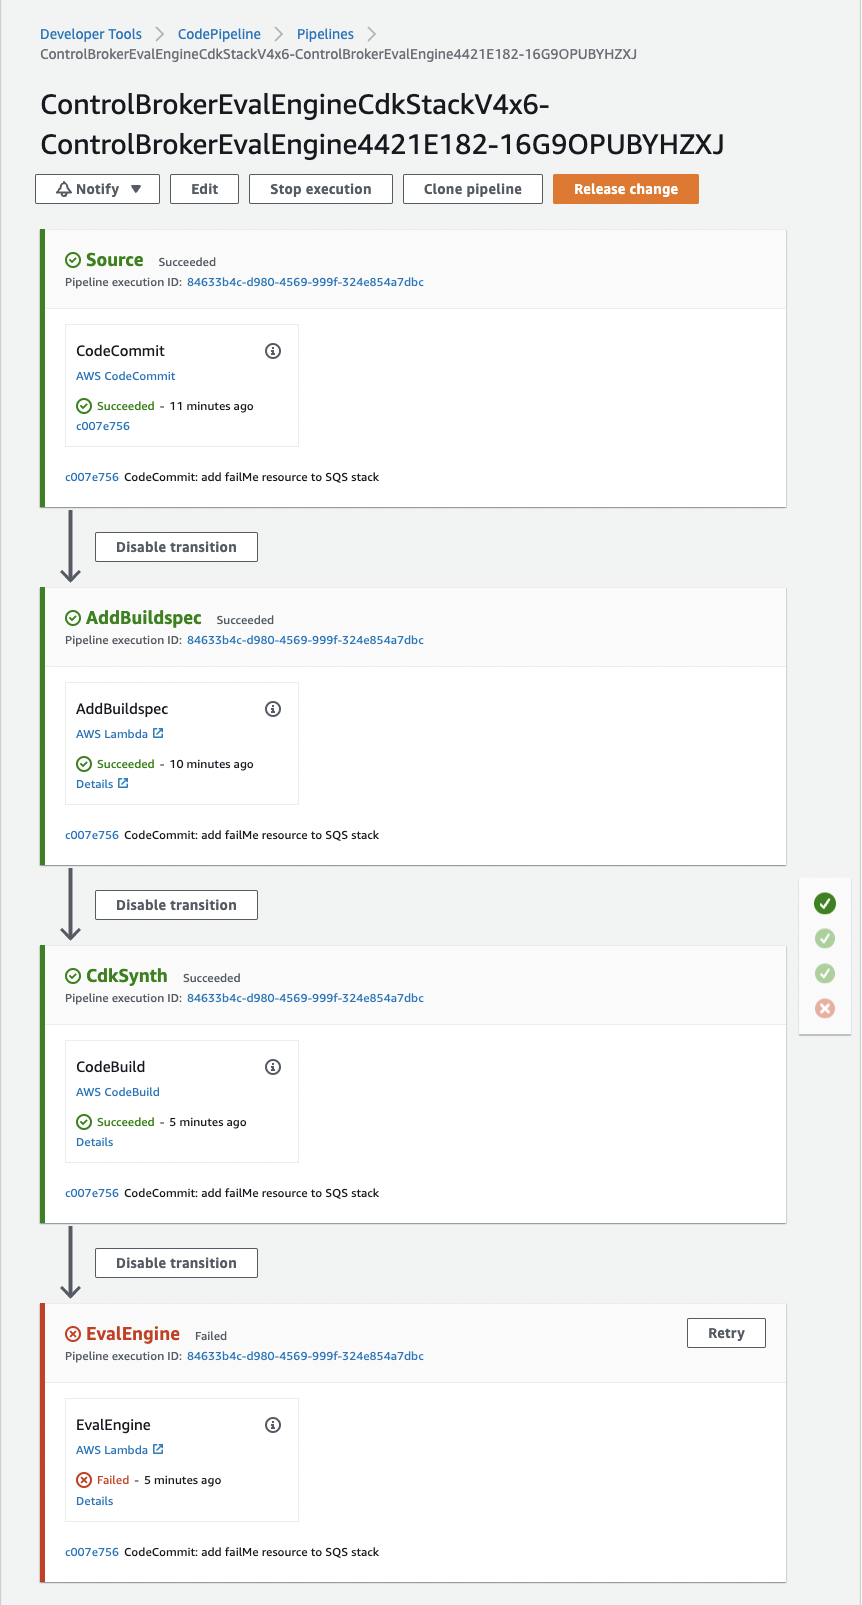 Developer Tools > CodePipeline > Pipelines >
ControlBrokerEvalEngineCdkStackV4x6-ControlBrokerEvalEngine4421E182-16G9OPUBYHZXJ
ControlBrokerEvalEngineCdkStackV4x6-
ControlBrokerEvalEngine4421E182-16G9OPUBYHZXJ
Notify ▼ Edit Stop execution Clone pipeline Release change
Source Succeeded
Pipeline execution ID: 84633b4c-d980-4569-999f-324e854a7dbc
CodeCommit
AWS CodeCommit
Succeeded - 11 minutes ago
c007e756
c007e756 CodeCommit: add failMe resource to SQS stack
Disable transition
AddBuildspec Succeeded
Pipeline execution ID: 84633b4c-d980-4569-999f-324e854a7dbc
AddBuildspec
AWS Lambda
Succeeded - 10 minutes ago
Details
c007e756 CodeCommit: add failMe resource to SQS stack
Disable transition
CdkSynth Succeeded
Pipeline execution ID: 84633b4c-d980-4569-999f-324e854a7dbc
CodeBuild
AWS CodeBuild
Succeeded - 5 minutes ago
Details
c007e756 CodeCommit: add failMe resource to SQS stack
Disable transition
EvalEngine Failed Retry
Pipeline execution ID: 84633b4c-d980-4569-999f-324e854a7dbc
EvalEngine
AWS Lambda
Failed - 5 minutes ago
Details
c007e756 CodeCommit: add failMe resource to SQS stack